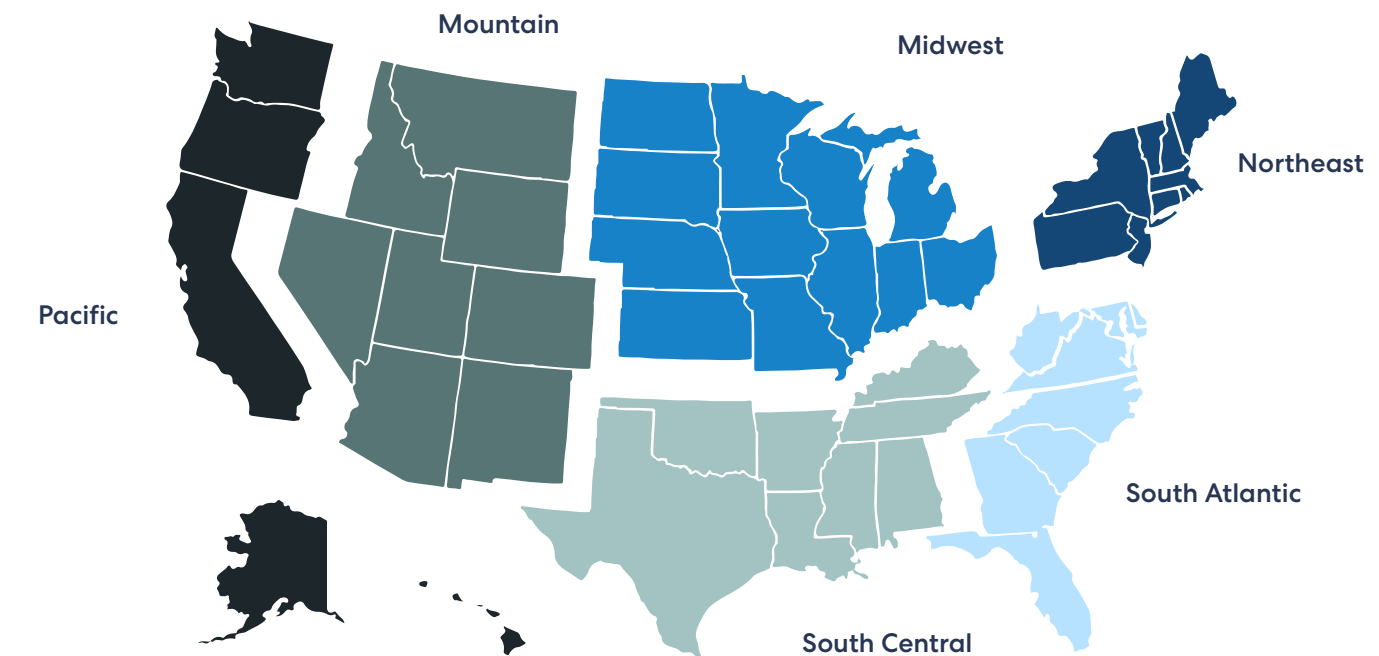 Mountain
Midwest
Northeast
Pacific
South Atlantic
South Central